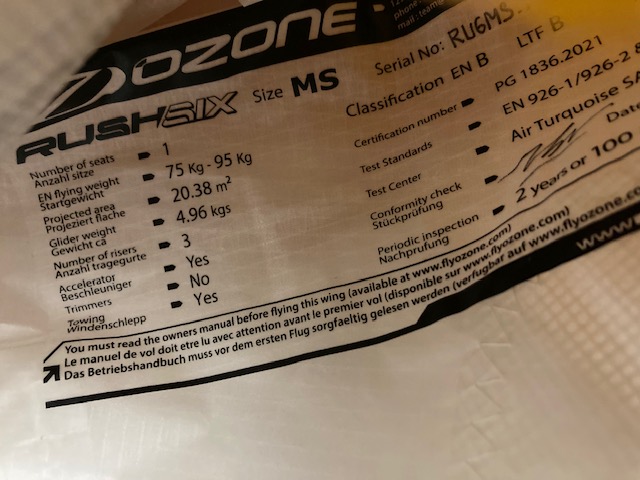 OZONE
RUSHSIX Size MS
Number of seats
Anzahl sitze 1
EN flying weight
Startgewicht 75 Kg - 95 Kg
Projected area
Projeziert flache 20.38 m²
Glider weight
Gewicht ca 4.96 kgs
Number of risers
Anzahl tragegurte 3
Accelerator
Beschleuniger Yes
Trimmers No
Towing
Windenschlepp Yes
Serial No: RU6MS
Classification EN B LTF B
Certification number PG 1836.2021
Test Standards EN 926-1/926-2
Test Center Air Turquoise SA
Conformity check
Stückprüfung
Periodic inspection
Nachprufung 2 years or 100
You must read the owners manual before flying this wing (available at www.flyozone.com)
Le manuel de vol doit etre lu avec attention avant le premier vol (disponible sur www.flyozone.com)
Das Betriebshandbuch muss vor dem ersten Flug sorgfaeltig gelesen werden (verfugbar auf www.flyozone.co
www.